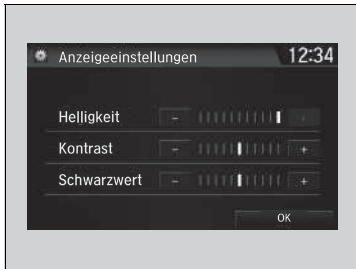 Anzeigeeinstellungen 12:34
Helligkeit - +
Kontrast - +
Schwarzwert - +
OK